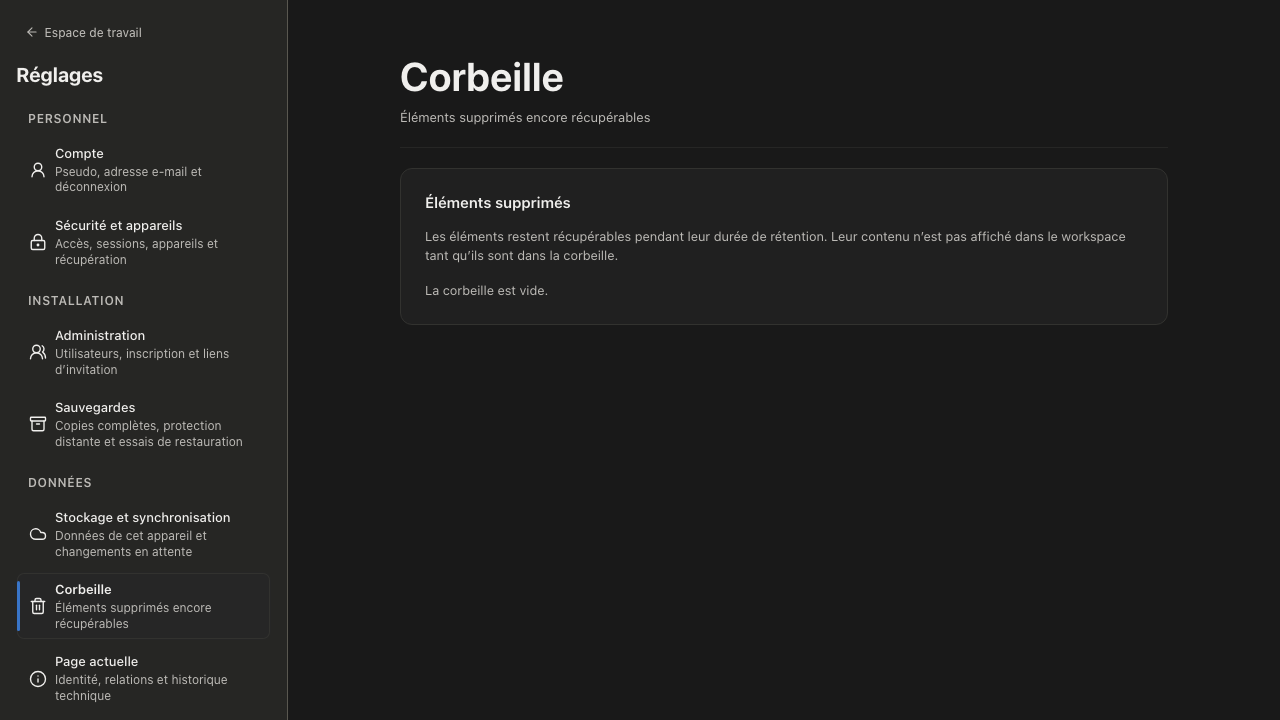 Espace de travail
Réglages
PERSONNEL
Compte
Pseudo, adresse e-mail et
déconnexion
Sécurité et appareils
Accès, sessions, appareils et
récupération
INSTALLATION
Administration
Utilisateurs, inscription et liens
d’invitation
Sauvegardes
Copies complètes, protection
distante et essais de restauration
DONNÉES
Stockage et synchronisation
Données de cet appareil et
changements en attente
Corbeille
Éléments supprimés encore
récupérables
Page actuelle
Identité, relations et historique
technique
Corbeille
Éléments supprimés encore récupérables
Éléments supprimés
Les éléments restent récupérables pendant leur durée de rétention. Leur contenu n’est pas affiché dans le workspace
tant qu’ils sont dans la corbeille.
La corbeille est vide.